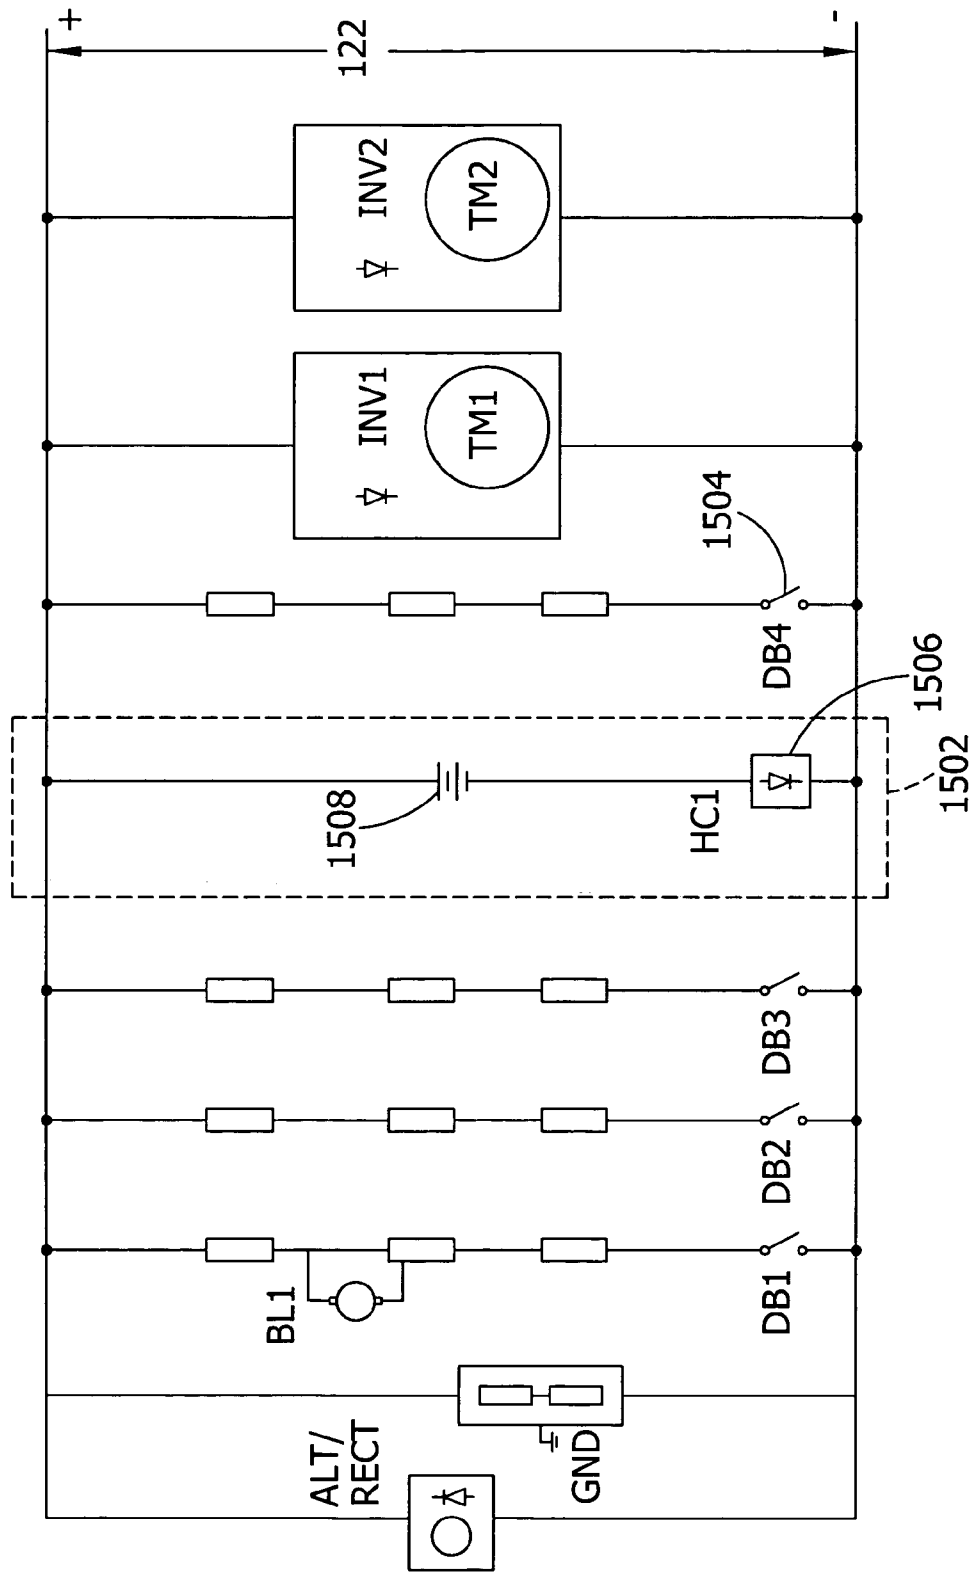 +
-
122
INV2
TM2
INV1
TM1
1504
DB4
1506
1502
1508
HC1
DB3
DB2
DB1
BL1
ALT/
RECT
GND